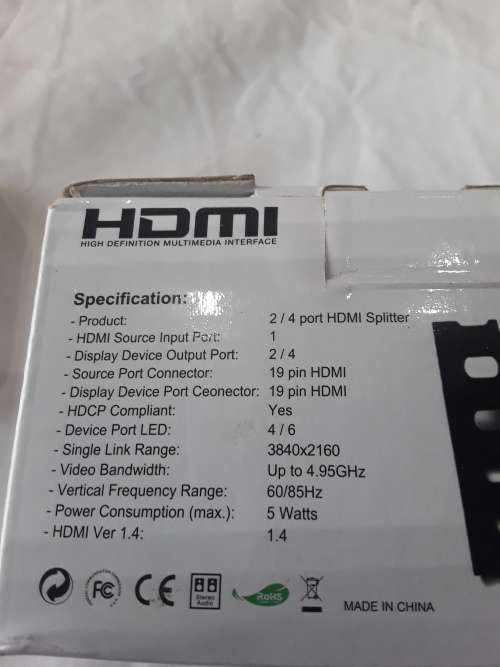 HDMI
HIGH DEFINITION MULTIMEDIA INTERFACE
Specification:
- Product: 2 / 4 port HDMI Splitter
- HDMI Source Input Port: 1
- Display Device Output Port: 2 / 4
- Source Port Connector: 19 pin HDMI
- Display Device Port Ceonector: 19 pin HDMI
- HDCP Compliant: Yes
- Device Port LED: 4 / 6
- Single Link Range: 3840x2160
- Video Bandwidth: Up to 4.95GHz
- Vertical Frequency Range: 60/85Hz
- Power Consumption (max.): 5 Watts
- HDMI Ver 1.4: 1.4
FC CE Stereo Audio RoHS MADE IN CHINA